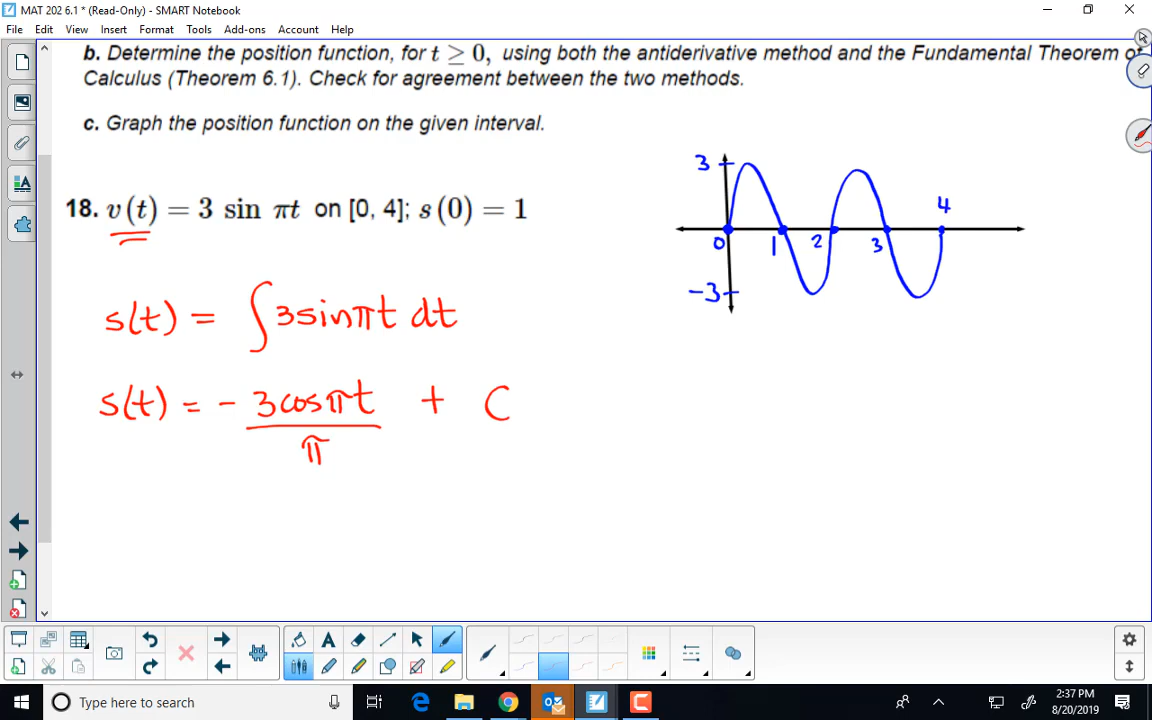 MAT 202 6.1 * (Read-Only) - SMART Notebook
File Edit View Insert Format Tools Add-ons Account Help
b. Determine the position function, for t ≥ 0, using both the antiderivative method and the Fundamental Theorem of
Calculus (Theorem 6.1). Check for agreement between the two methods.
c. Graph the position function on the given interval.
18. v(t) = 3 sin πt on [0, 4]; s(0) = 1
3
4
0 1 2 3
-3
s(t) = ∫3sinπt dt
s(t) = - 3cosπt + C
π
Type here to search
2:37 PM
8/20/2019